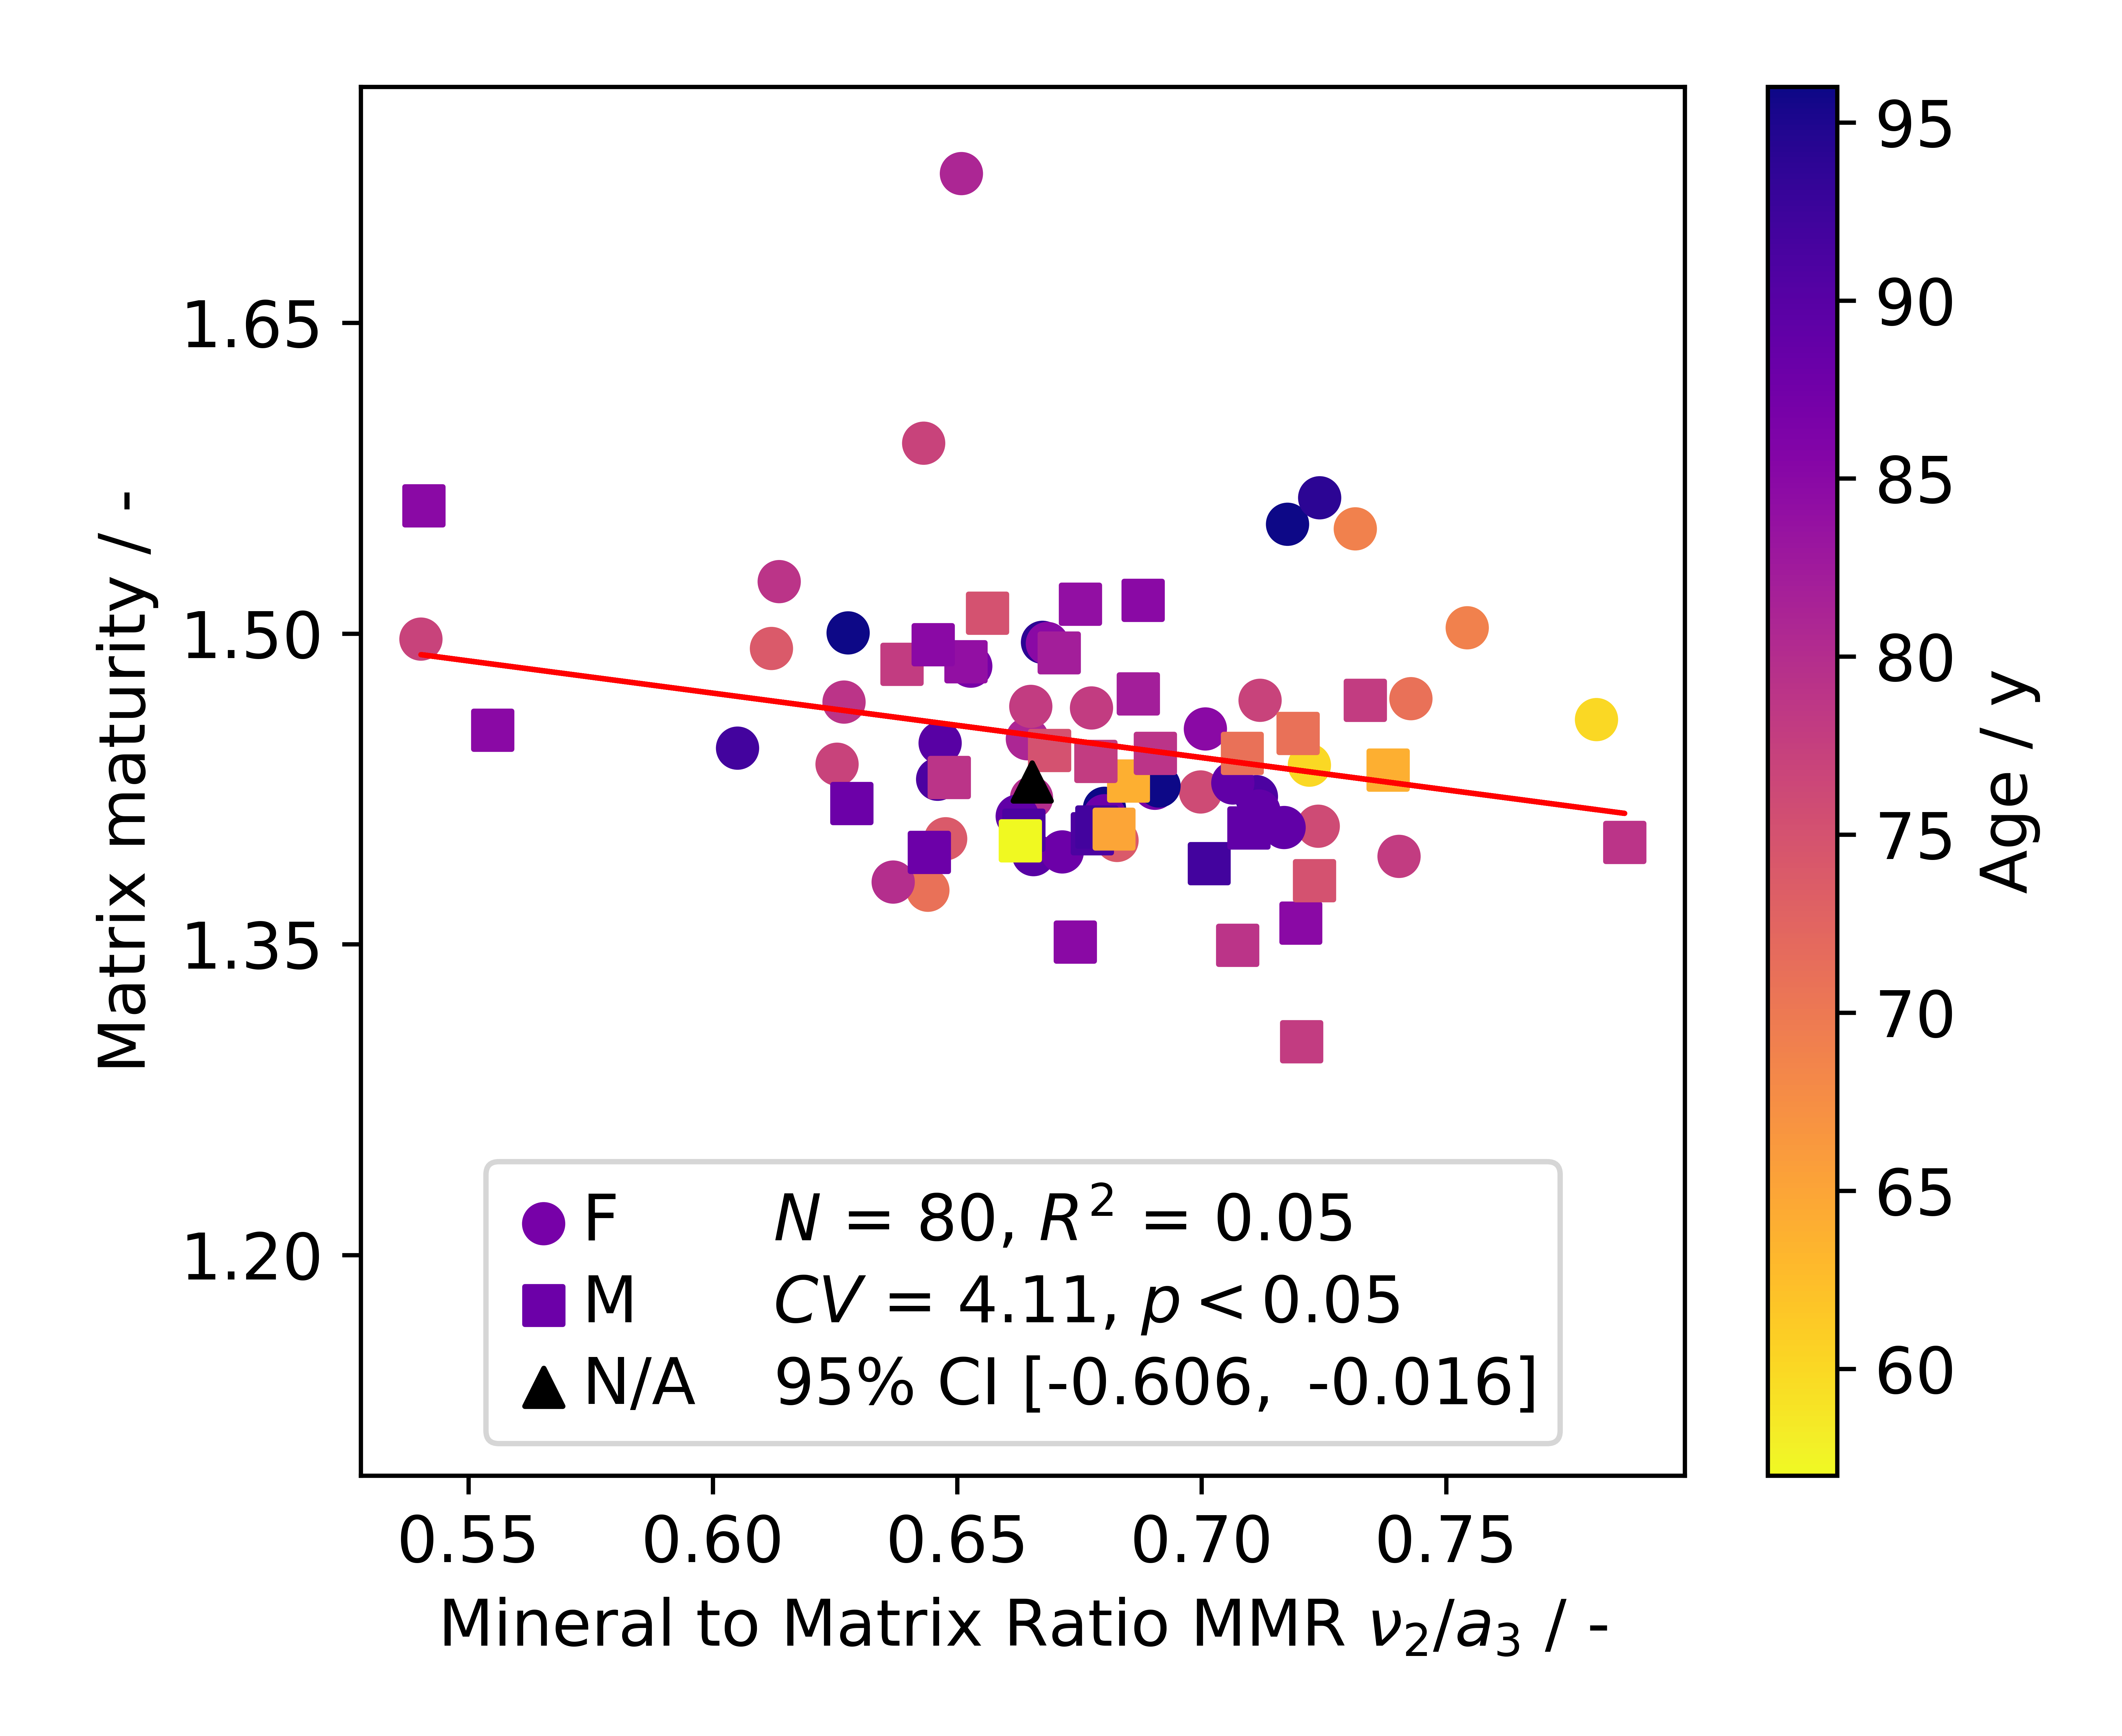 Matrix maturity / -
1.65
1.50
1.35
1.20
F N = 80, R² = 0.05
M CV = 4.11, p < 0.05
N/A 95% CI [-0.606, -0.016]
0.55 0.60 0.65 0.70 0.75
Mineral to Matrix Ratio MMR ν₂/a₃ / -
95
90
85
80
75
70
65
60
Age / y